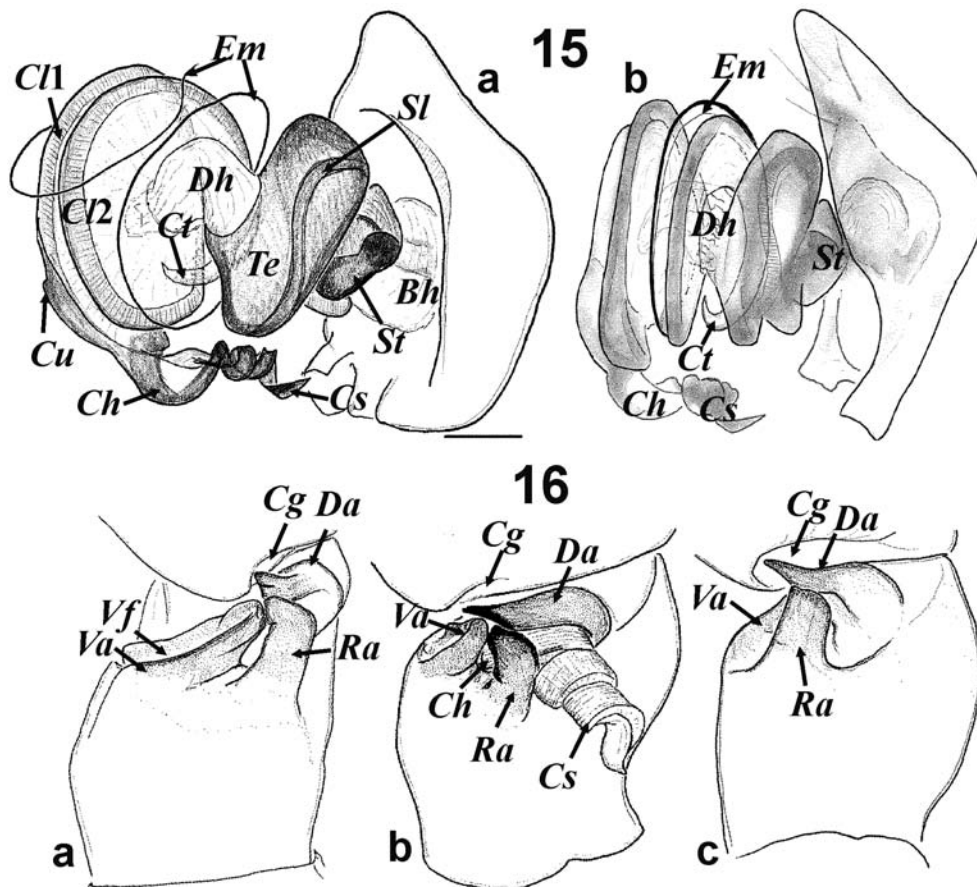 15
a
Cl1
Em
Sl
Dh
Cl2
Ct
Te
Bh
St
Cu
Ch
Cs
b
Em
Dh
St
Ct
Ch
Cs
16
Cg
Da
Vf
Va
Ra
a
Cg
Da
Va
Ch
Ra
Cs
b
Cg
Da
Va
Ra
c